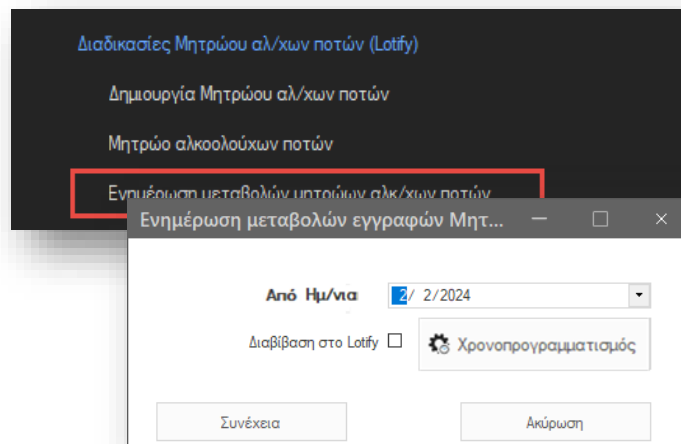 Διαδικασίες Μητρώου αλ/χων ποτών (Lotify)
Δημιουργία Μητρώου αλ/χων ποτών
Μητρώο αλκοολούχων ποτών
Ενημέρωση μεταβολών μητρώων αλκ/χων ποτών
Ενημέρωση μεταβολών εγγραφών Μητ...
Από Ημ/νια 2/ 2/2024
Διαβίβαση στο Lotify Χρονοπρογραμματισμός
Συνέχεια Ακύρωση